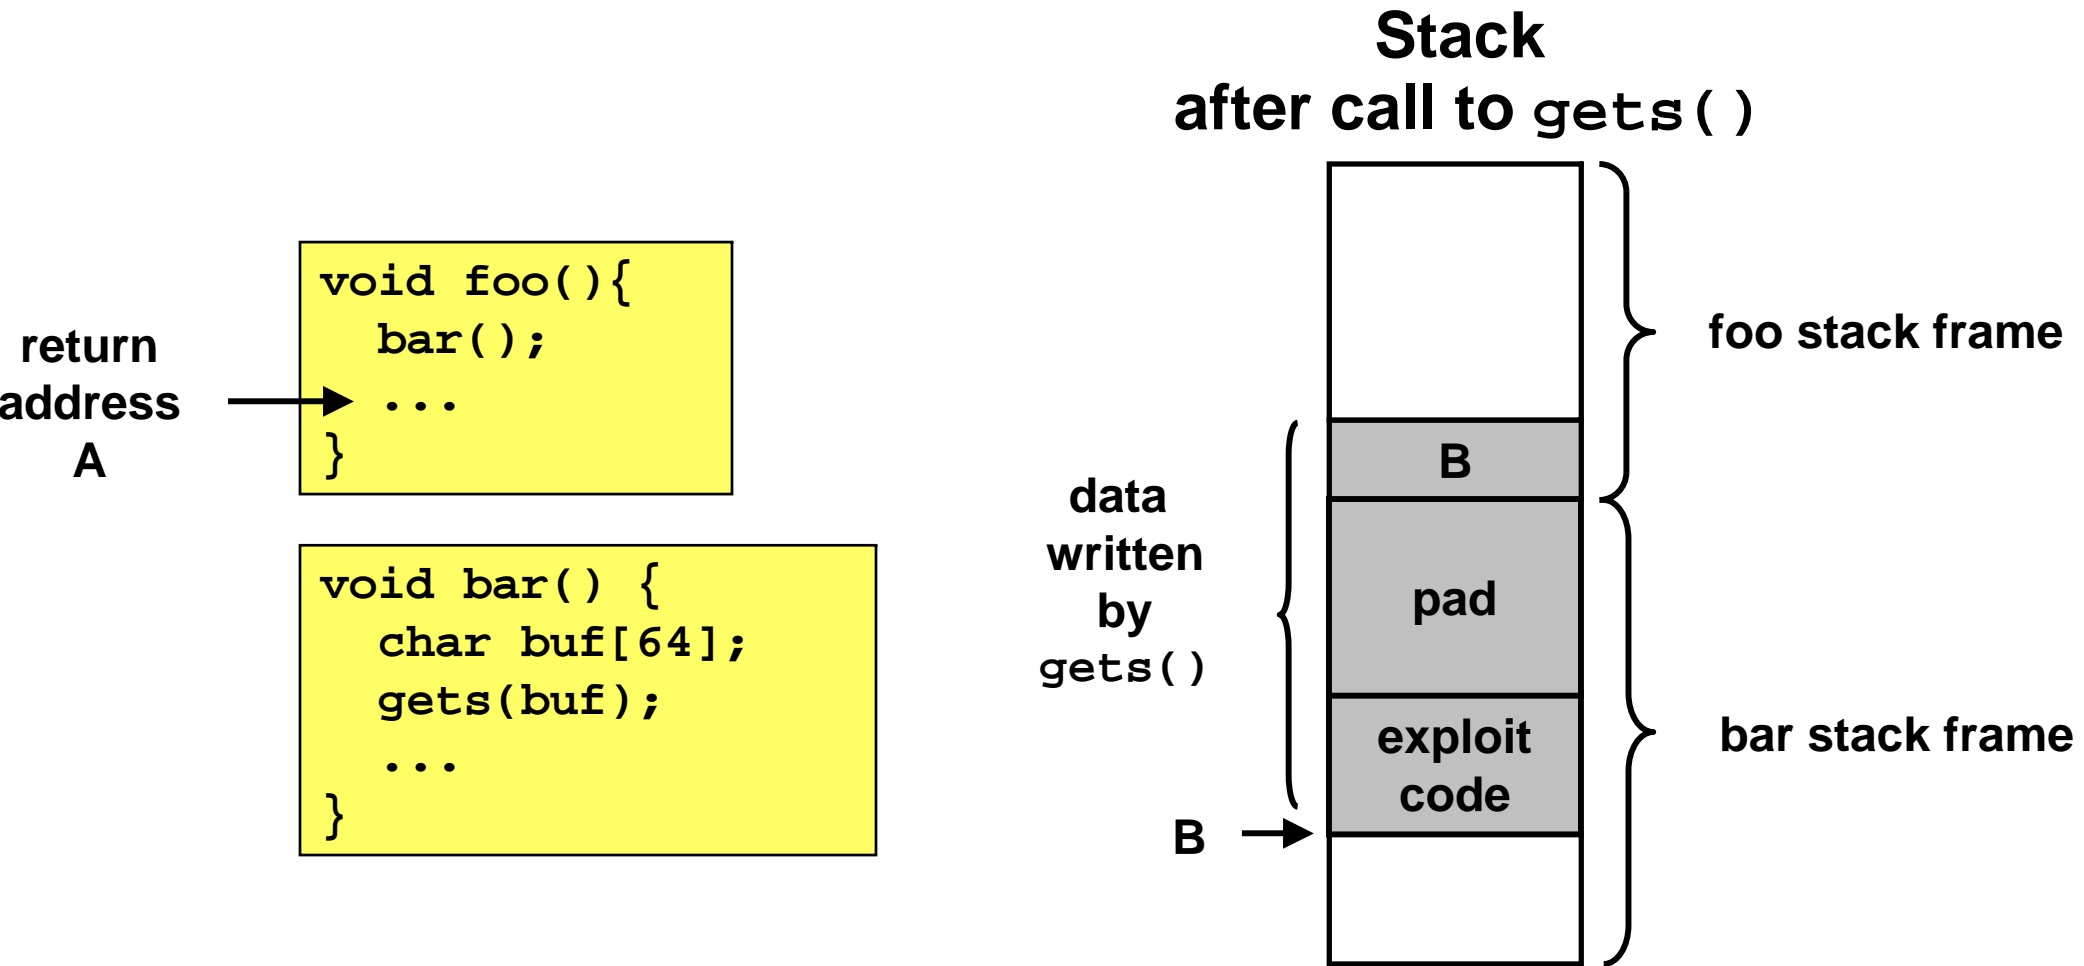 Stack
after call to gets()
return
address
A
void foo(){
  bar();
  ...
}
void bar() {
  char buf[64];
  gets(buf);
  ...
}
data
written
by
gets()
B
B
pad
exploit
code
foo stack frame
bar stack frame